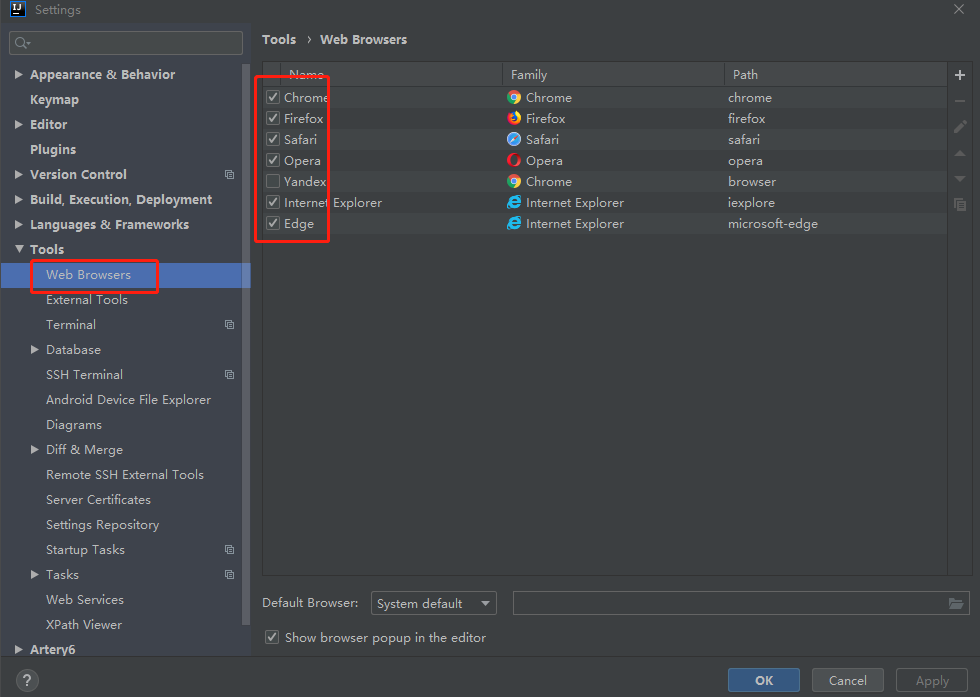 Settings
Tools › Web Browsers
Appearance & Behavior
Keymap
Editor
Plugins
Version Control
Build, Execution, Deployment
Languages & Frameworks
Tools
Web Browsers
External Tools
Terminal
Database
SSH Terminal
Android Device File Explorer
Diagrams
Diff & Merge
Remote SSH External Tools
Server Certificates
Settings Repository
Startup Tasks
Tasks
Web Services
XPath Viewer
Artery6
Name Family Path
Chrome Chrome chrome
Firefox Firefox firefox
Safari Safari safari
Opera Opera opera
Yandex Chrome browser
Internet Explorer Internet Explorer iexplore
Edge Internet Explorer microsoft-edge
Default Browser: System default
Show browser popup in the editor
? OK Cancel Apply